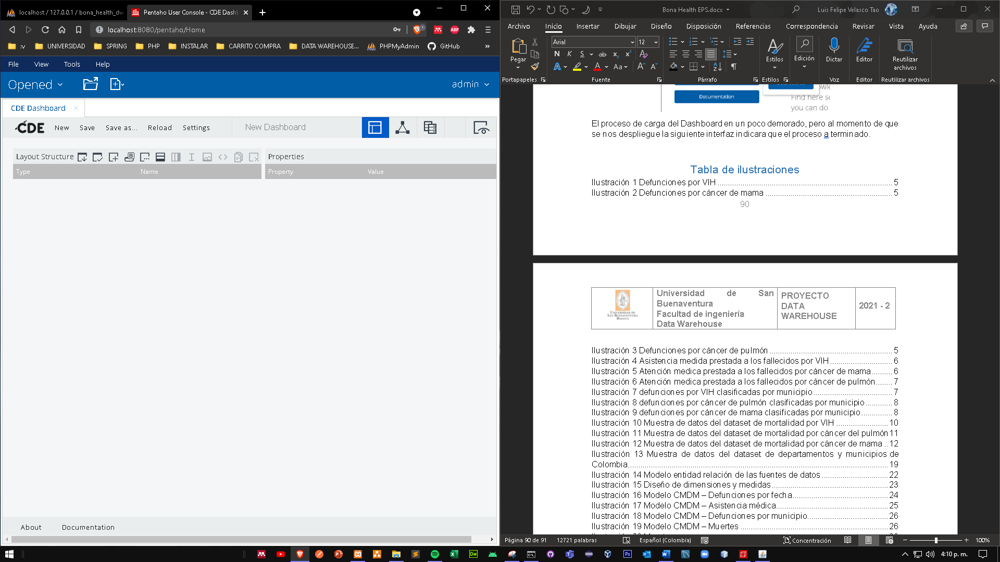 localhost / 127.0.0.1 / bona_health_dw
Pentaho User Console - CDE Dashb
localhost:8080/pentaho/Home
:v UNIVERSIDAD SPRING PHP INSTALAR CARRITO COMPRA DATA WAREHOUSE... PHPMyAdmin GitHub »
File View Tools Help
Opened
admin
CDE Dashboard
CDE New Save Save as... Reload Settings New Dashboard
Layout Structure
Properties
Type Name
Property Value
About Documentation
Bona Health EPS.docx
Luis Felipe Velasco Tao
Archivo Inicio Insertar Dibujar Diseño Disposición Referencias Correspondencia Revisar Vista Ayuda
Pegar
Arial 12
N K S ab x₂ x²
A A Aa A A
Estilos Edición Dictar Editor Reutilizar archivos
Portapapeles Fuente Párrafo Estilos Voz Editor Reutilizar archivos
Documentation
Find here so
you can do
El proceso de carga del Dashboard en un poco demorado, pero al momento de que
se nos despliegue la siguiente interfaz indicara que el proceso a terminado.
Tabla de ilustraciones
Ilustración 1 Defunciones por VIH ........ 5
Ilustración 2 Defunciones por cáncer de mama ........ 5
90
UNIVERSIDAD DE
SAN BUENAVENTURA
BOGOTÁ
Universidad de San
Buenaventura
Facultad de ingeniería
Data Warehouse
PROYECTO
DATA
WAREHOUSE
2021 - 2
Ilustración 3 Defunciones por cáncer de pulmón ........ 5
Ilustración 4 Asistencia medida prestada a los fallecidos por VIH ........ 6
Ilustración 5 Atención medica prestada a los fallecidos por cáncer de mama ........ 6
Ilustración 6 Atención medica prestada a los fallecidos por cáncer de pulmón ........ 7
Ilustración 7 defunciones por VIH clasificadas por municipio ........ 7
Ilustración 8 defunciones por cáncer de pulmón clasificadas por municipio ........ 8
Ilustración 9 defunciones por cáncer de mama clasificadas por municipio ........ 8
Ilustración 10 Muestra de datos del dataset de mortalidad por VIH ........ 10
Ilustración 11 Muestra de datos del dataset de mortalidad por cáncer del pulmón 11
Ilustración 12 Muestra de datos del dataset de mortalidad por cáncer de mama .. 12
Ilustración 13 Muestra de datos del dataset de departamentos y municipios de
Colombia ........ 19
Ilustración 14 Modelo entidad relación de las fuentes de datos ........ 22
Ilustración 15 Diseño de dimensiones y medidas ........ 23
Ilustración 16 Modelo CMDM – Defunciones por fecha ........ 24
Ilustración 17 Modelo CMDM – Asistencia médica ........ 25
Ilustración 18 Modelo CMDM – Defunciones por municipio ........ 26
Ilustración 19 Modelo CMDM – Muertes ........ 26
Página 90 de 91 12721 palabras Español (Colombia) Concentración 100%
4:10 p. m.